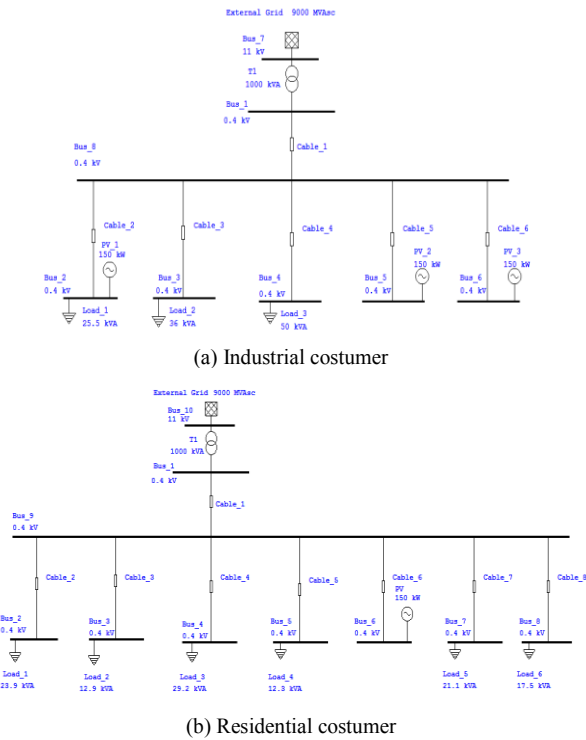 External Grid 9000 MVAsc
Bus_7
11 kV
T1
1000 kVA
Bus_1
0.4 kV
Cable_1
Bus_8
0.4 kV
Cable_2
Cable_3
Cable_4
Cable_5
Cable_6
PV_1
150 kW
PV_2
150 kW
PV_3
150 kW
Bus_2
0.4 kV
Bus_3
0.4 kV
Bus_4
0.4 kV
Bus_5
0.4 kV
Bus_6
0.4 kV
Load_1
25.5 kVA
Load_2
36 kVA
Load_3
50 kVA
(a) Industrial costumer
External Grid 9000 MVAsc
Bus_10
11 kV
T1
1000 kVA
Bus_1
0.4 kV
Cable_1
Bus_9
0.4 kV
Cable_2
Cable_3
Cable_4
Cable_5
Cable_6
Cable_7
Cable_8
PV
150 kW
Bus_2
0.4 kV
Bus_3
0.4 kV
Bus_4
0.4 kV
Bus_5
0.4 kV
Bus_6
0.4 kV
Bus_7
0.4 kV
Bus_8
0.4 kV
Load_1
23.9 kVA
Load_2
12.9 kVA
Load_3
29.2 kVA
Load_4
12.3 kVA
Load_5
21.1 kVA
Load_6
17.5 kVA
(b) Residential costumer